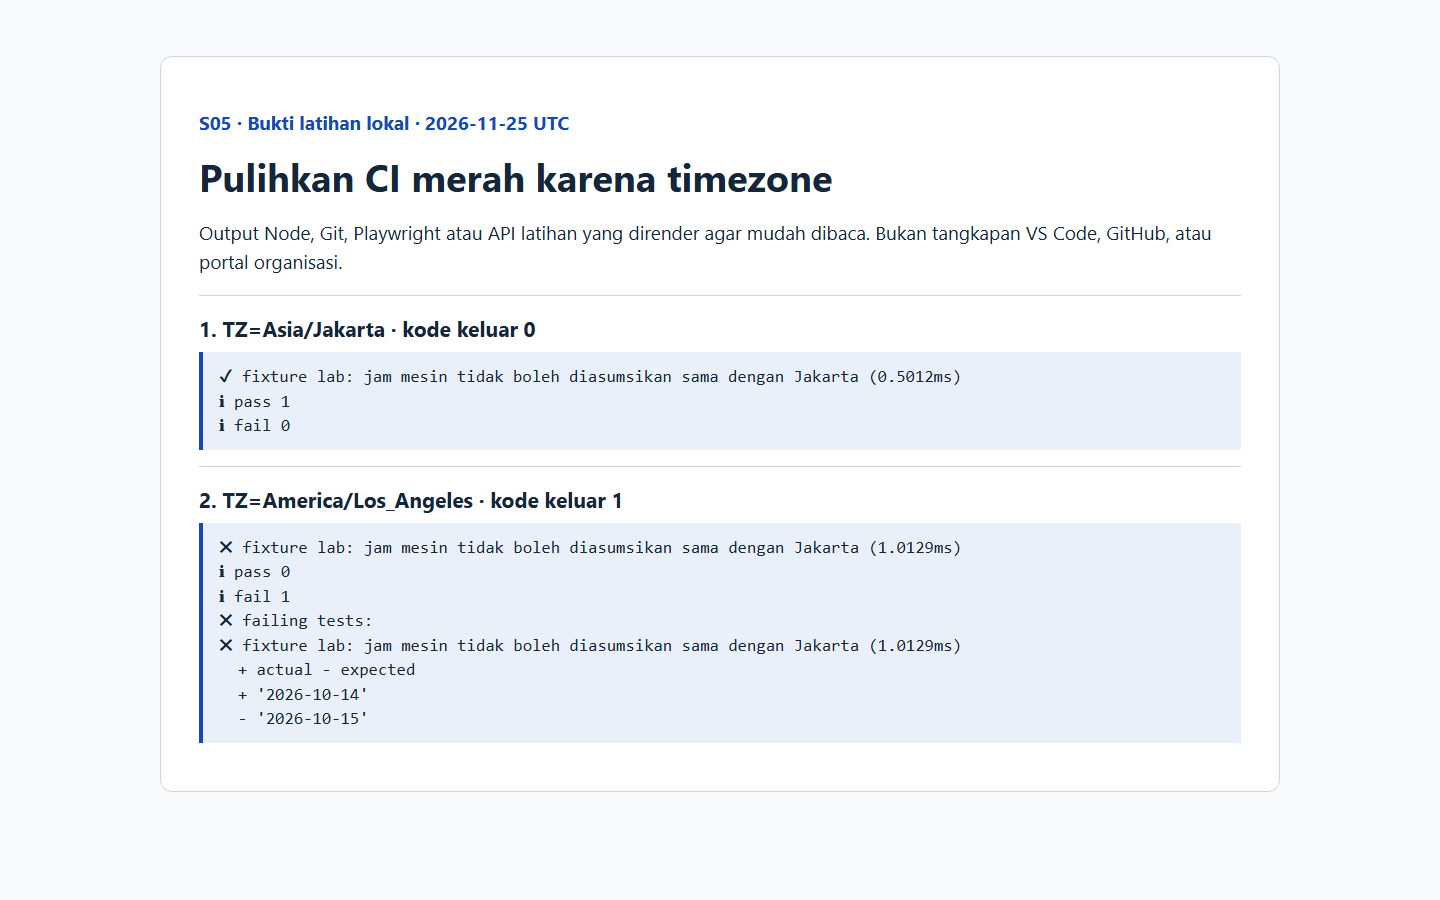 S05 · Bukti latihan lokal · 2026-11-25 UTC
Pulihkan CI merah karena timezone
Output Node, Git, Playwright atau API latihan yang dirender agar mudah dibaca. Bukan tangkapan VS Code, GitHub, atau
portal organisasi.
1. TZ=Asia/Jakarta · kode keluar 0
✓ fixture lab: jam mesin tidak boleh diasumsikan sama dengan Jakarta (0.5012ms)
ℹ pass 1
ℹ fail 0
2. TZ=America/Los_Angeles · kode keluar 1
✕ fixture lab: jam mesin tidak boleh diasumsikan sama dengan Jakarta (1.0129ms)
ℹ pass 0
ℹ fail 1
✕ failing tests:
✕ fixture lab: jam mesin tidak boleh diasumsikan sama dengan Jakarta (1.0129ms)
+ actual - expected
+ '2026-10-14'
- '2026-10-15'